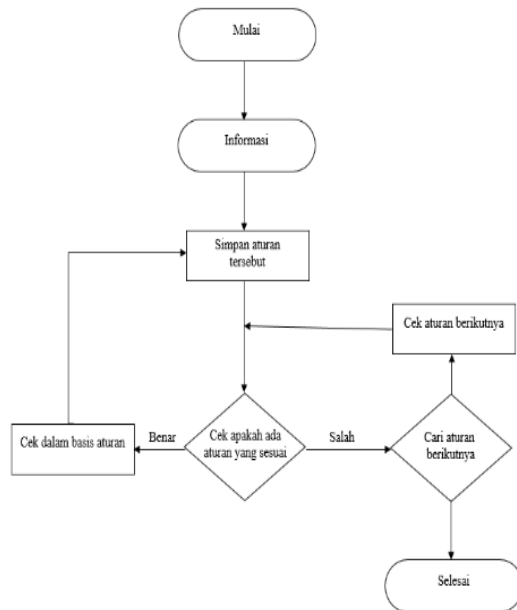 Mulai
Informasi
Simpan aturan
tersebut
Cek aturan berikutnya
Cek dalam basis aturan
Benar
Cek apakah ada
aturan yang sesuai
Salah
Cari aturan
berikutnya
Selesai